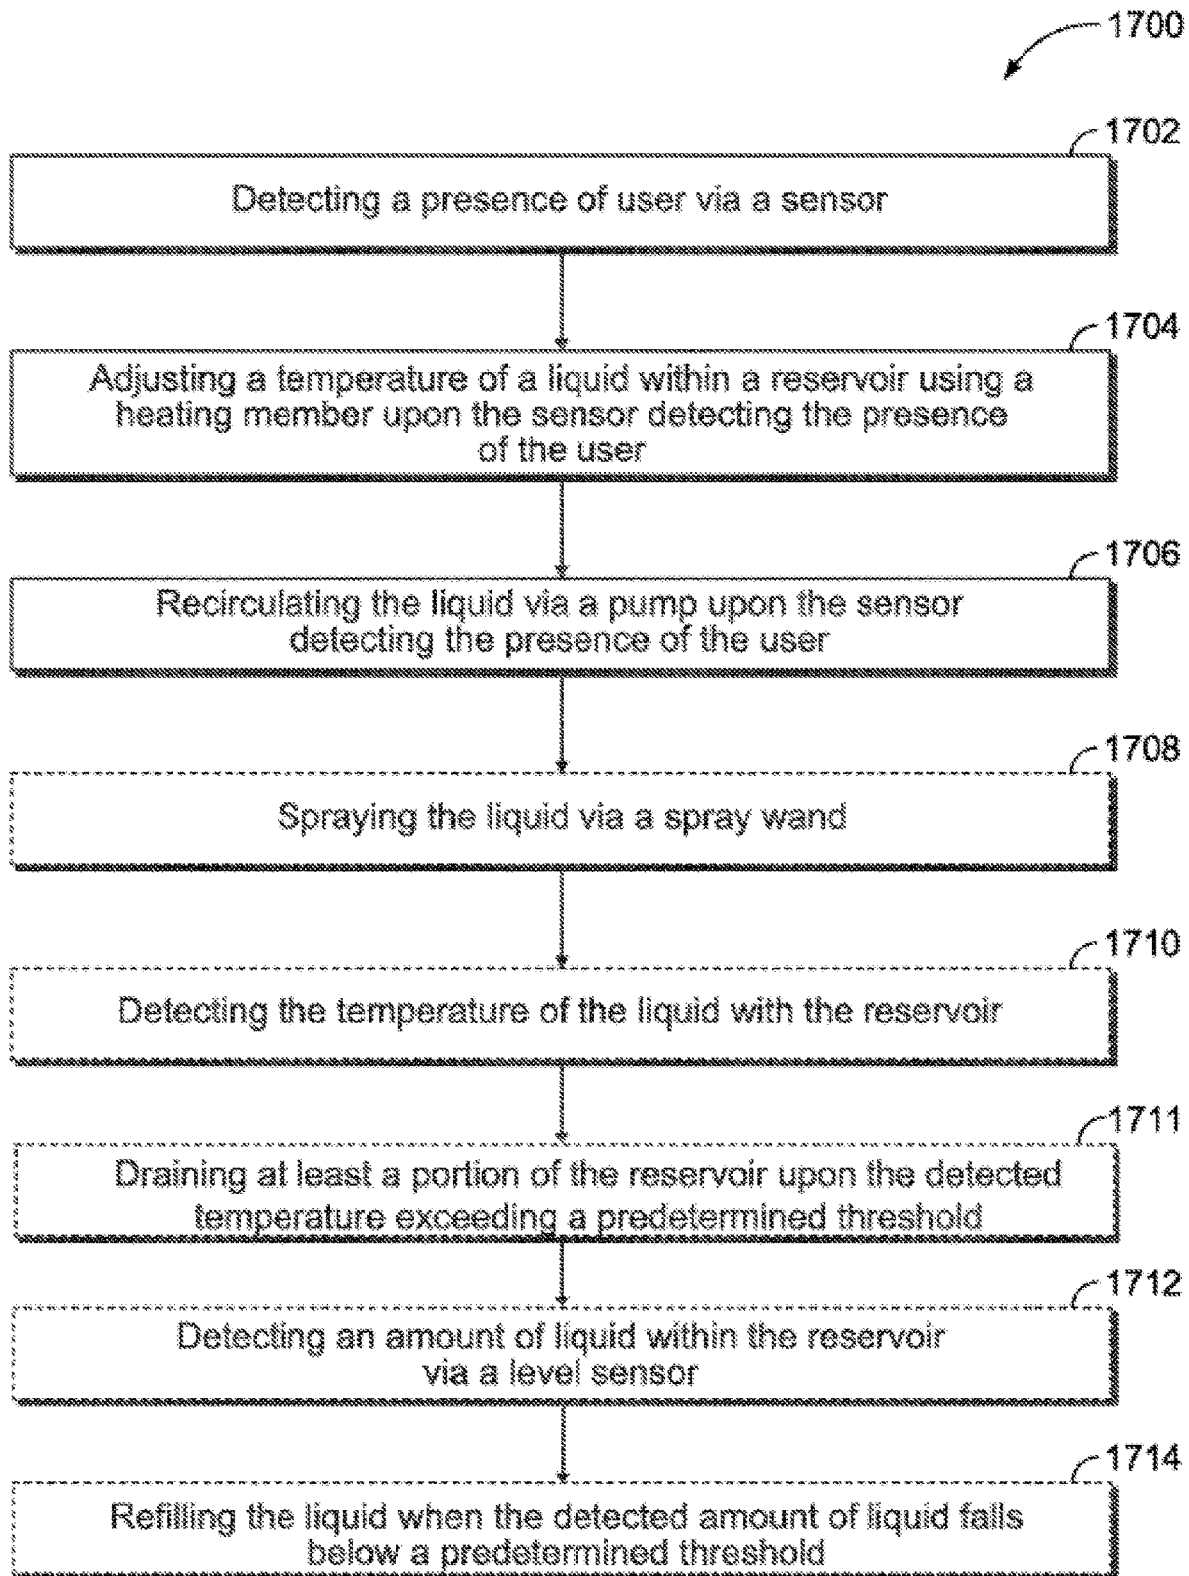 1700
1702
Detecting a presence of user via a sensor
1704
Adjusting a temperature of a liquid within a reservoir using a
heating member upon the sensor detecting the presence
of the user
1706
Recirculating the liquid via a pump upon the sensor
detecting the presence of the user
1708
Spraying the liquid via a spray wand
1710
Detecting the temperature of the liquid with the reservoir
1711
Draining at least a portion of the reservoir upon the detected
temperature exceeding a predetermined threshold
1712
Detecting an amount of liquid within the reservoir
via a level sensor
1714
Refilling the liquid when the detected amount of liquid falls
below a predetermined threshold